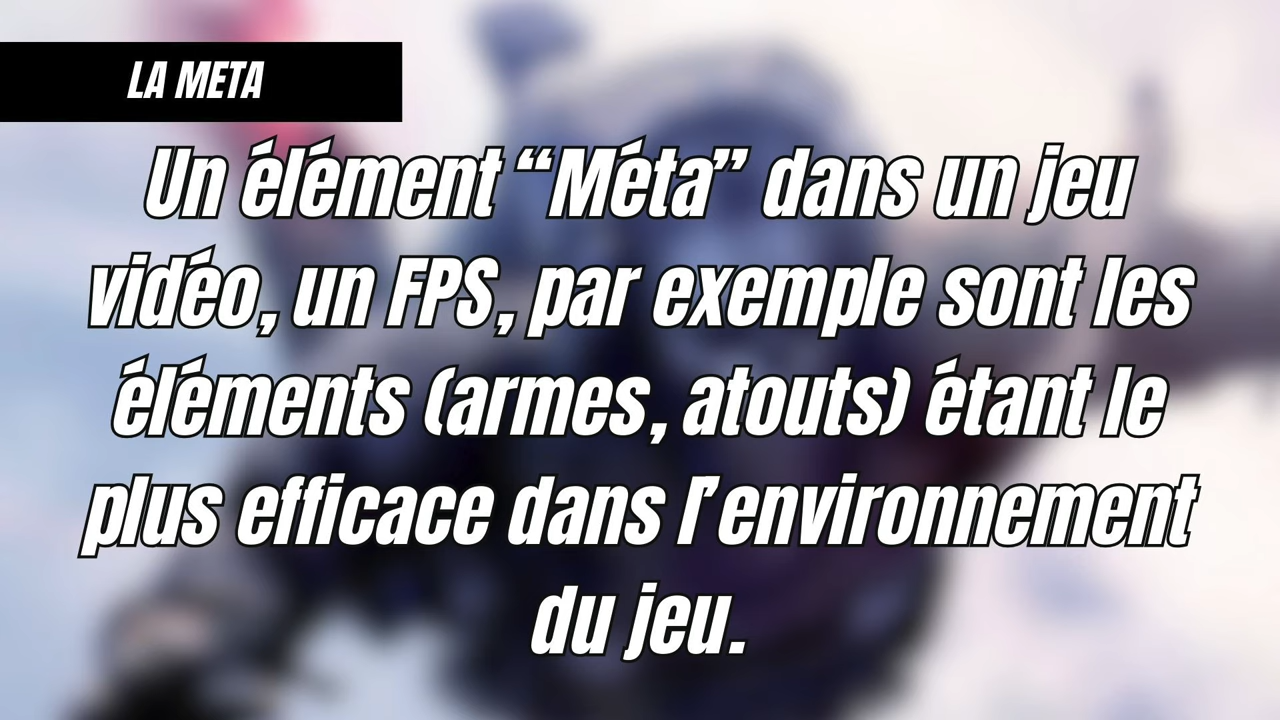 LA META
Un élément “Méta” dans un jeu
vidéo, un FPS, par exemple sont les
éléments (armes, atouts) étant le
plus efficace dans l’environnement
du jeu.